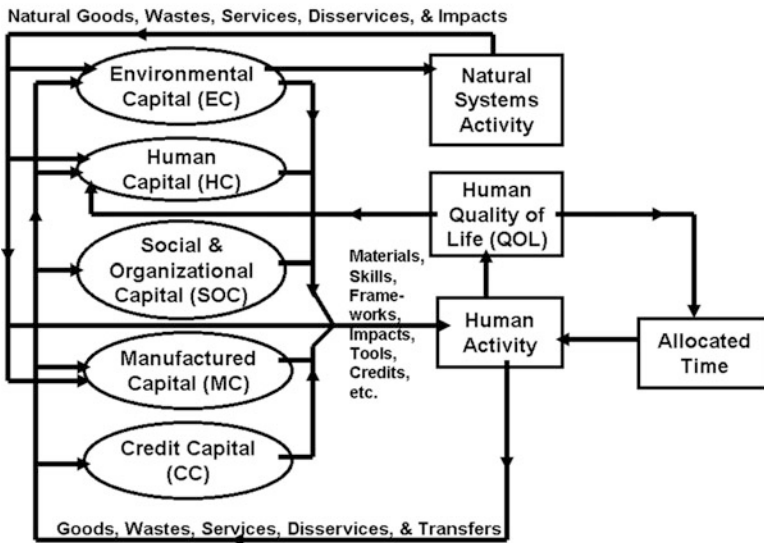 Natural Goods, Wastes, Services, Disservices, & Impacts
Environmental
Capital (EC)
Natural
Systems
Activity
Human
Capital (HC)
Human
Quality of
Life (QOL)
Social &
Organizational
Capital (SOC)
Materials,
Skills,
Frame-
works,
Impacts,
Tools,
Credits,
etc.
Human
Activity
Allocated
Time
Manufactured
Capital (MC)
Credit Capital
(CC)
Goods, Wastes, Services, Disservices, & Transfers